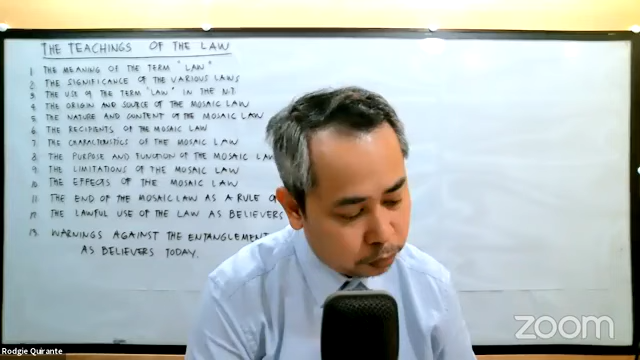 THE TEACHINGS OF THE LAW
1. THE MEANING OF THE TERM "LAW"
2. THE SIGNIFICANCE OF THE VARIOUS LAWS
3. THE USE OF THE TERM "LAW" IN THE N.T
4. THE ORIGIN AND SOURCE OF THE MOSAIC LAW
5. THE NATURE AND CONTENT OF THE MOSAIC LAW
6. THE RECIPIENTS OF THE MOSAIC LAW
7. THE CHARACTERISTICS OF THE MOSAIC LAW
8. THE PURPOSE AND FUNCTION OF THE MOSAIC LAW
9. THE LIMITATIONS OF THE MOSAIC LAW
10. THE EFFECTS OF THE MOSAIC LAW
11. THE END OF THE MOSAIC LAW AS A RULE
12. THE LAWFUL USE OF THE LAW AS BELIEVERS
13. WARNINGS AGAINST THE ENTANGLEMENT
AS BELIEVERS TODAY.
Rodgie Quirante
zoom